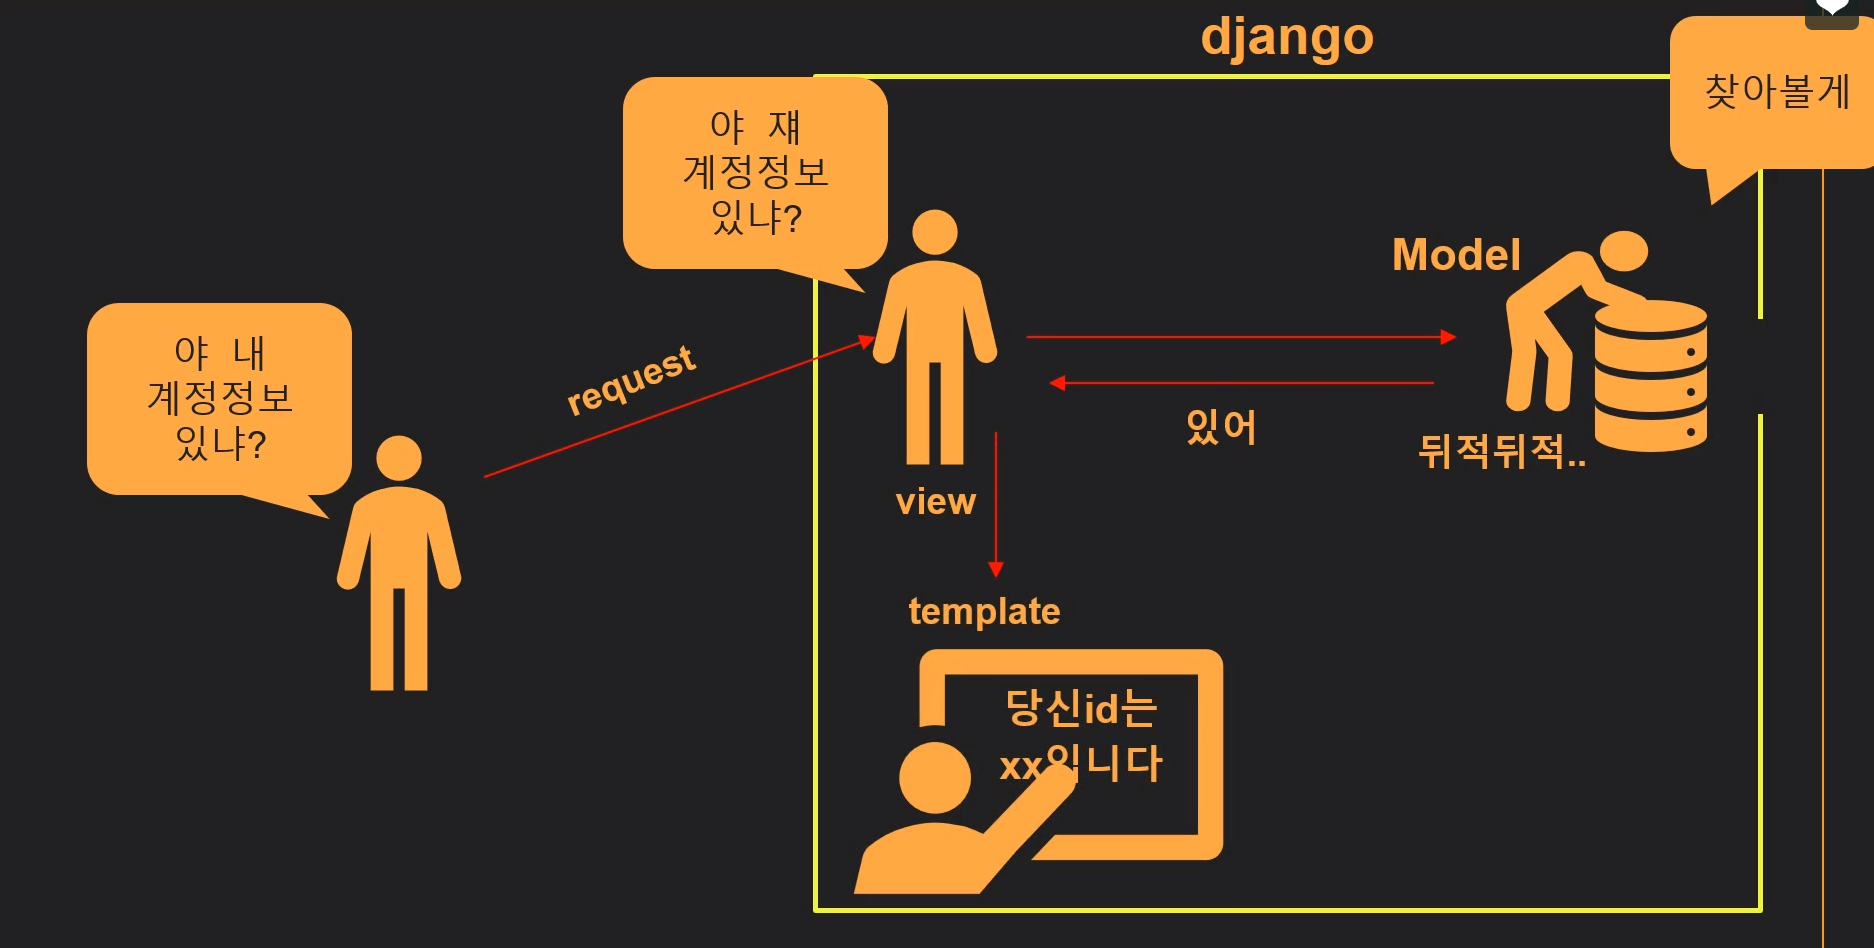 django
찾아볼게
야 쟤
계정정보
있냐?
Model
야 내
계정정보
있냐?
request
있어
뒤적뒤적..
view
template
당신id는
xx입니다